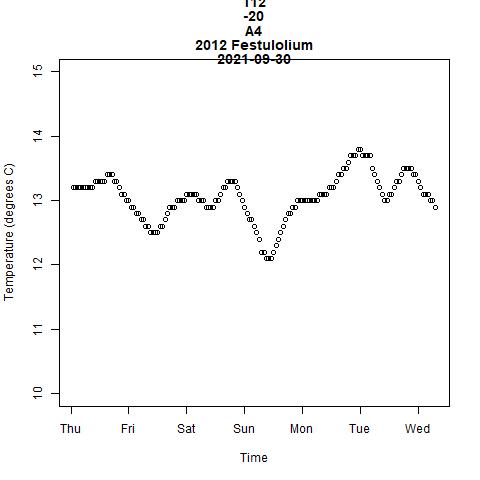 T12
-20
A4
2012 Festulolium
2021-09-30
15
14
13
12
11
10
Temperature (degrees C)
Thu Fri Sat Sun Mon Tue Wed
Time